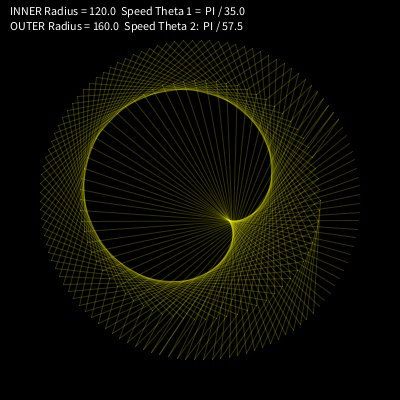 INNER Radius = 120.0  Speed Theta 1 =  PI / 35.0
OUTER Radius = 160.0  Speed Theta 2:  PI / 57.5